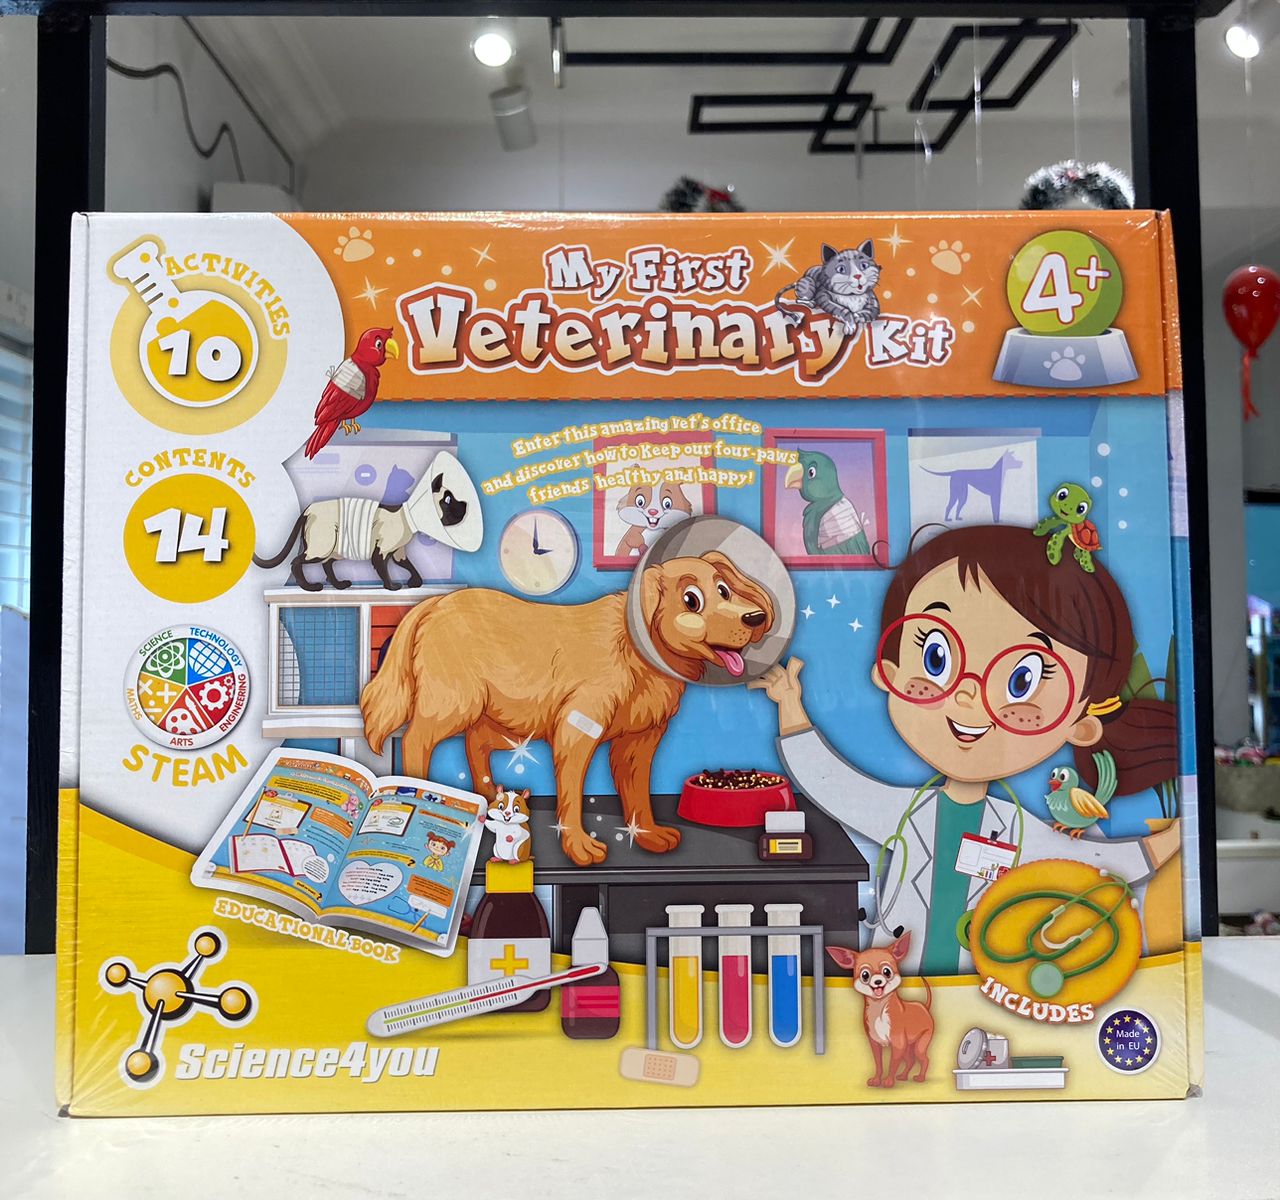 ACTIVITIES
10
My First
Veterinary Kit
4+
Enter this amazing vet's office
and discover how to keep our four-paws
friends healthy and happy!
CONTENTS
14
SCIENCE
TECHNOLOGY
ENGINEERING
ARTS
MATHS
STEAM
EDUCATIONAL BOOK
INCLUDES
Made
in EU
Science4you